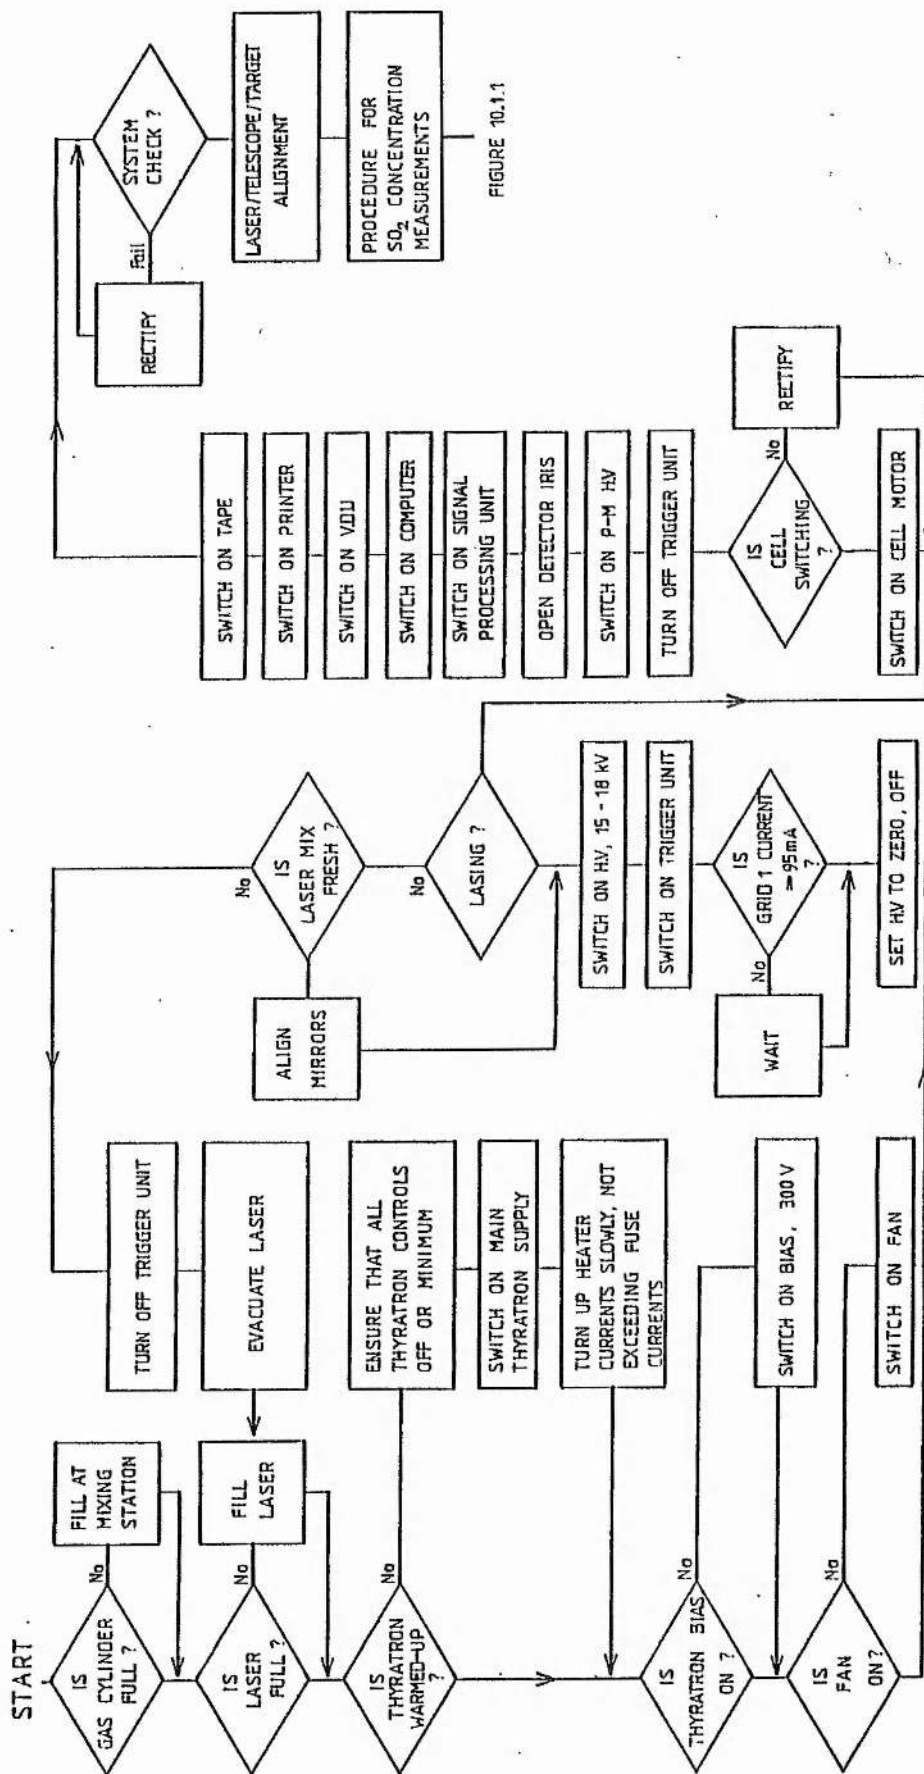 START
IS
GAS CYLINDER
FULL ?
No
FILL AT
MIXING
STATION
IS
LASER
FULL ?
No
FILL
LASER
IS
THYRATRON
WARMED-UP
?
No
IS
THYRATRON BIAS
ON ?
No
IS
FAN
ON ?
No
TURN OFF TRIGGER UNIT
EVACUATE LASER
ENSURE THAT ALL
THYRATRON CONTROLS
OFF OR MINIMUM
SWITCH ON MAIN
THYRATRON SUPPLY
TURN UP HEATER
CURRENTS SLOWLY, NOT
EXCEEDING FUSE
CURRENTS
SWITCH ON BIAS, 300 V
SWITCH ON FAN
No
IS
LASER MIX
FRESH ?
ALIGN
MIRRORS
No
LASING ?
SWITCH ON H.V, 15 - 18 kV
SWITCH ON TRIGGER UNIT
IS
GRID 1 CURRENT
= 95mA
?
No
WAIT
SET H.V TO ZERO, OFF
SWITCH ON TAPE
SWITCH ON PRINTER
SWITCH ON V.D.U
SWITCH ON COMPUTER
SWITCH ON SIGNAL
PROCESSING UNIT
OPEN DETECTOR IRIS
SWITCH ON P-M H.V
TURN OFF TRIGGER UNIT
IS
CELL
SWITCHING
?
No
RECTIFY
SWITCH ON CELL MOTOR
SYSTEM
CHECK ?
Fail
RECTIFY
LASER/TELESCOPE/TARGET
ALIGNMENT
PROCEDURE FOR
SO₂ CONCENTRATION
MEASUREMENTS
FIGURE 10.1.1